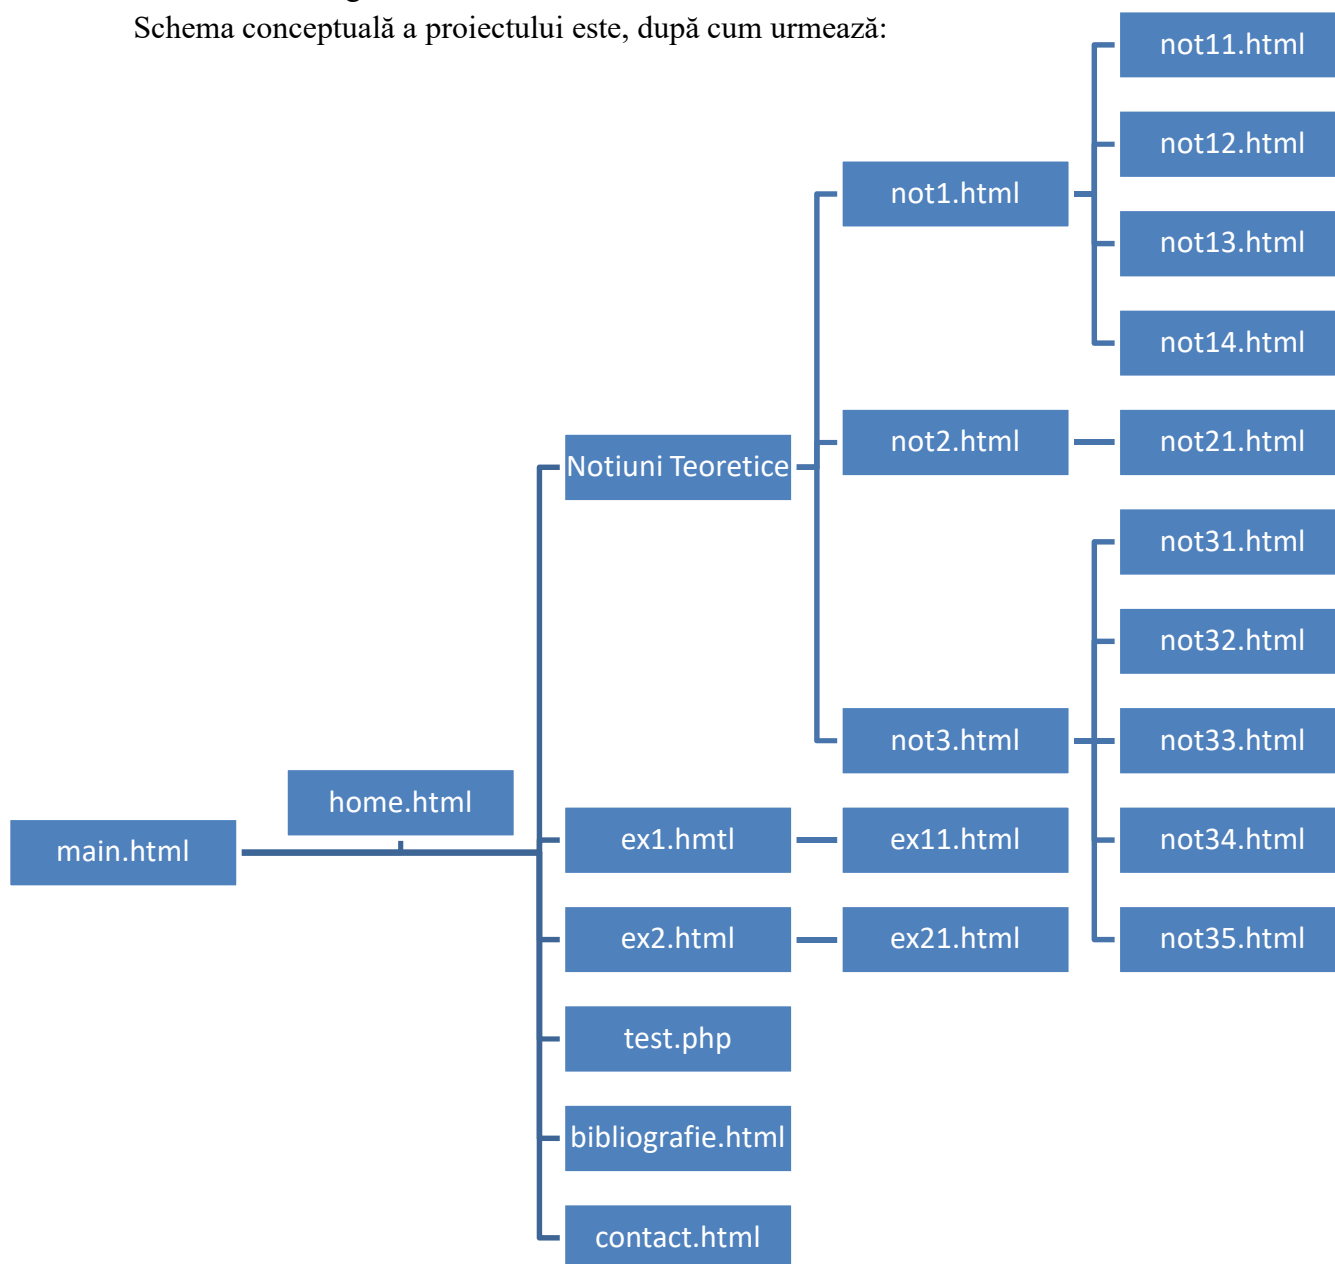 Schema conceptuală a proiectului este, după cum urmează:
main.html
home.html
Notiuni Teoretice
not1.html
not11.html
not12.html
not13.html
not14.html
not2.html
not21.html
not3.html
not31.html
not32.html
not33.html
not34.html
not35.html
ex1.hmtl
ex11.html
ex2.html
ex21.html
test.php
bibliografie.html
contact.html